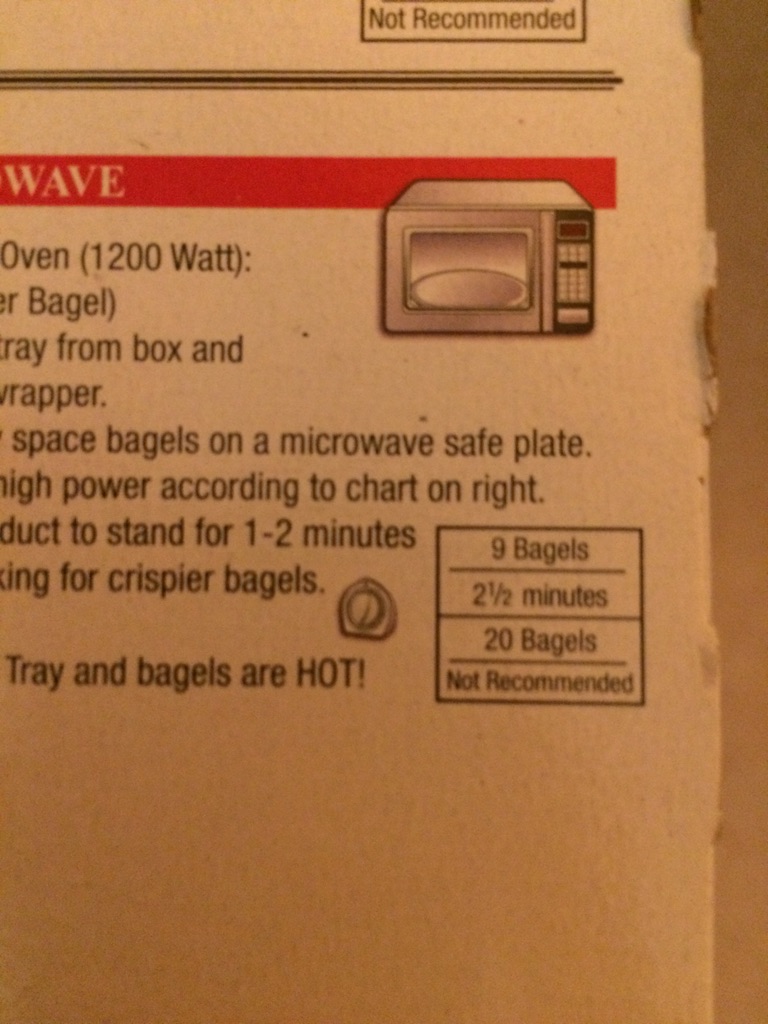 Not Recommended
WAVE
Oven (1200 Watt):
er Bagel)
tray from box and
wrapper.
space bagels on a microwave safe plate.
high power according to chart on right.
duct to stand for 1-2 minutes
king for crispier bagels.
Tray and bagels are HOT!
9 Bagels
2½ minutes
20 Bagels
Not Recommended